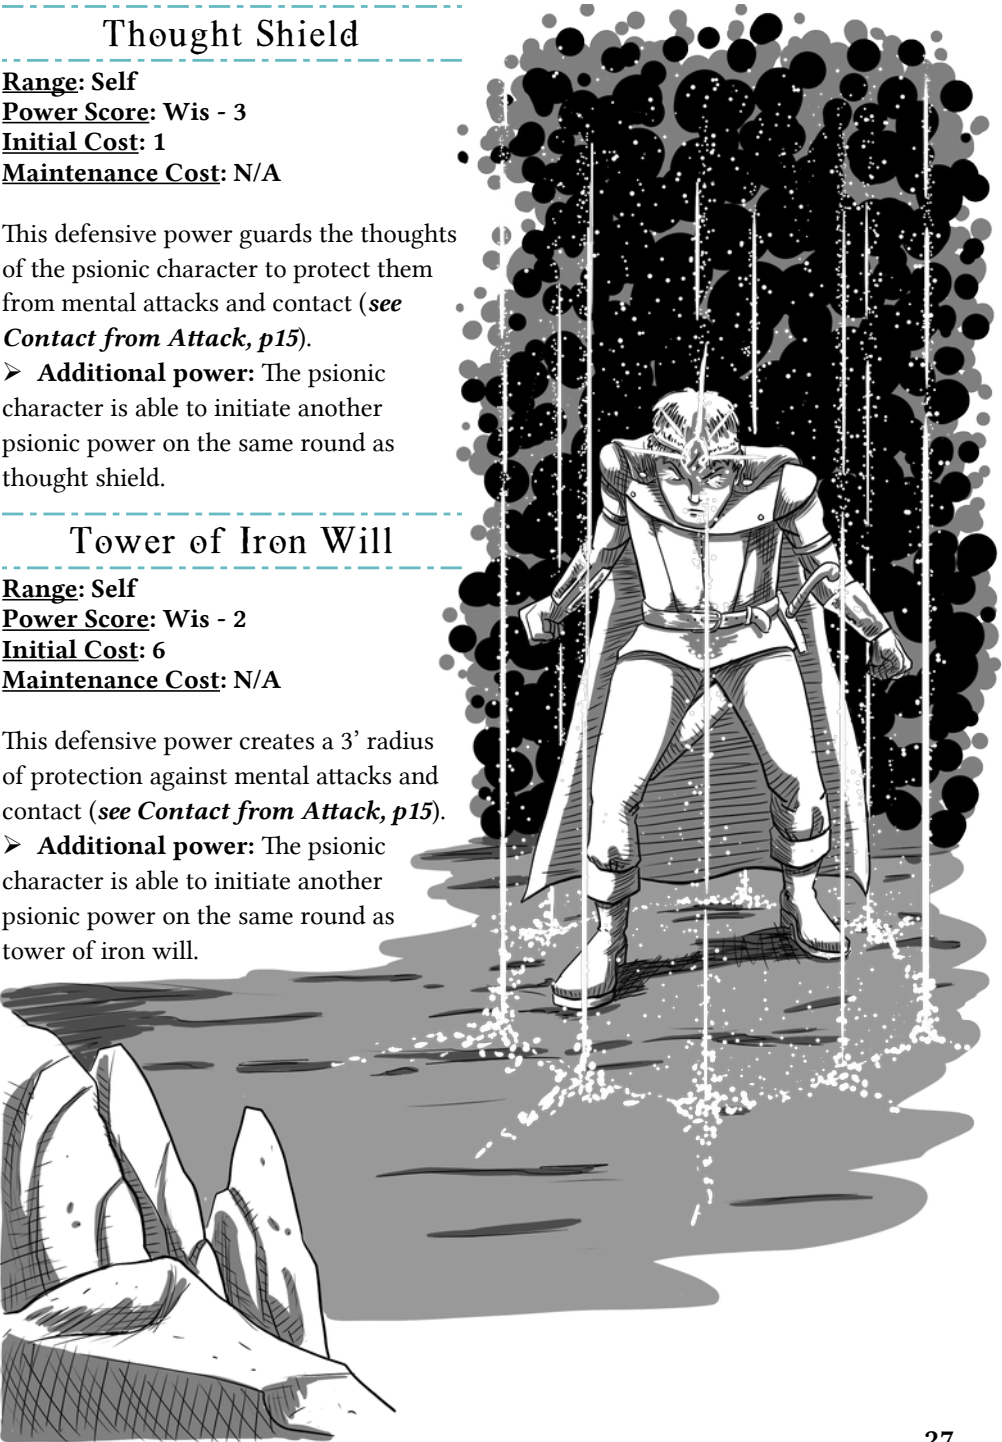 Thought Shield
Range: Self
Power Score: Wis - 3
Initial Cost: 1
Maintenance Cost: N/A
This defensive power guards the thoughts
of the psionic character to protect them
from mental attacks and contact (see
Contact from Attack, p15).
➢ Additional power: The psionic
character is able to initiate another
psionic power on the same round as
thought shield.
Tower of Iron Will
Range: Self
Power Score: Wis - 2
Initial Cost: 6
Maintenance Cost: N/A
This defensive power creates a 3’ radius
of protection against mental attacks and
contact (see Contact from Attack, p15).
➢ Additional power: The psionic
character is able to initiate another
psionic power on the same round as
tower of iron will.
27